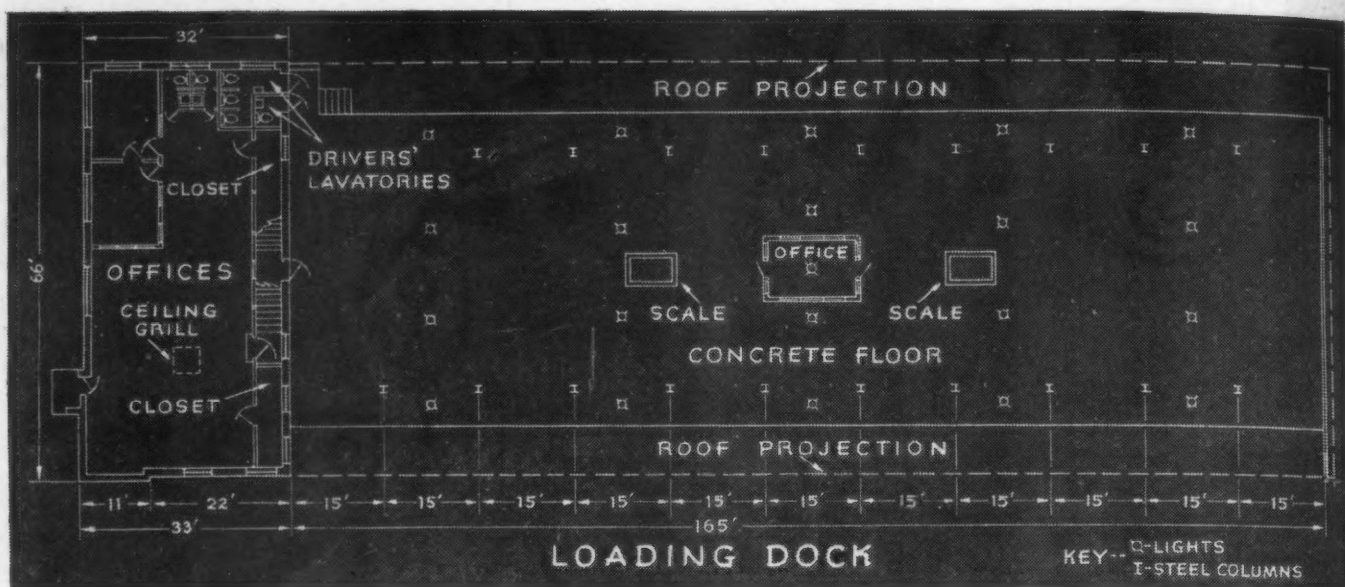 32'
ROOF PROJECTION
DRIVERS'
LAVATORIES
CLOSET
66'
OFFICES
OFFICE
CEILING
GRILL
SCALE
SCALE
CONCRETE FLOOR
CLOSET
ROOF PROJECTION
11' 22' 15' 15' 15' 15' 15' 15' 15' 15' 15' 15' 15'
33' 165'
LOADING DOCK
KEY -- ¤-LIGHTS
I-STEEL COLUMNS